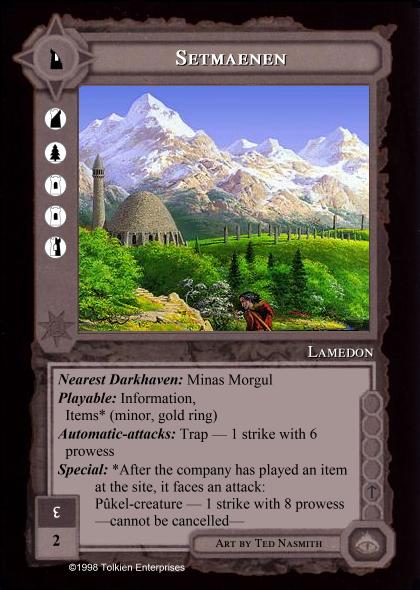 SETMAENEN
LAMEDON
Nearest Darkhaven: Minas Morgul
Playable: Information,
Items* (minor, gold ring)
Automatic-attacks: Trap — 1 strike with 6
prowess
Special: *After the company has played an item
at the site, it faces an attack:
Pûkel-creature — 1 strike with 8 prowess
—cannot be cancelled—
ε
2
ART BY TED NASMITH
©1998 Tolkien Enterprises